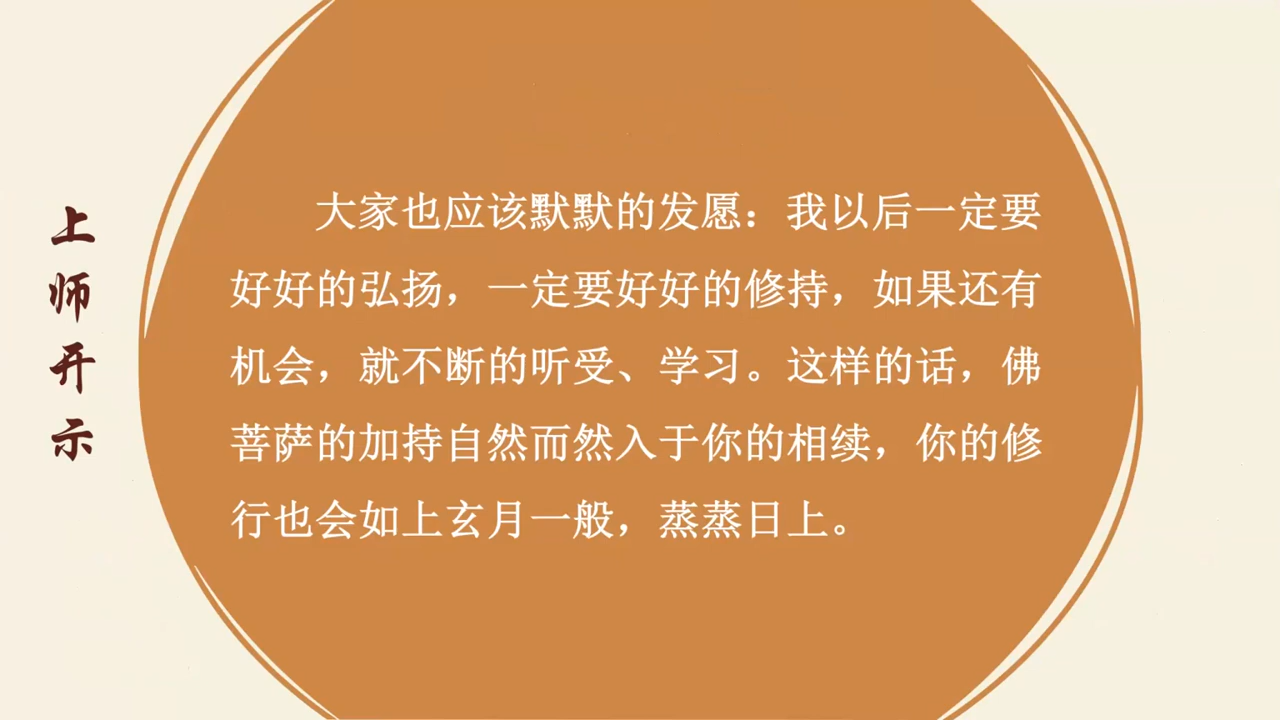 上师开示
大家也应该默默的发愿：我以后一定要
好好的弘扬，一定要好好的修持，如果还有
机会，就不断的听受、学习。这样的话，佛
菩萨的加持自然而然入于你的相续，你的修
行也会如上玄月一般，蒸蒸日上。